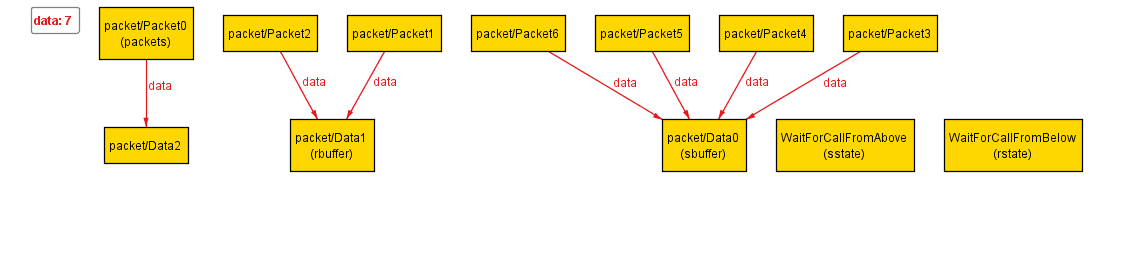 data: 7
packet/Packet0
(packets)
packet/Packet2
packet/Packet1
packet/Packet6
packet/Packet5
packet/Packet4
packet/Packet3
data
data
data
data
data
data
data
packet/Data2
packet/Data1
(rbuffer)
packet/Data0
(sbuffer)
WaitForCallFromAbove
(sstate)
WaitForCallFromBelow
(rstate)